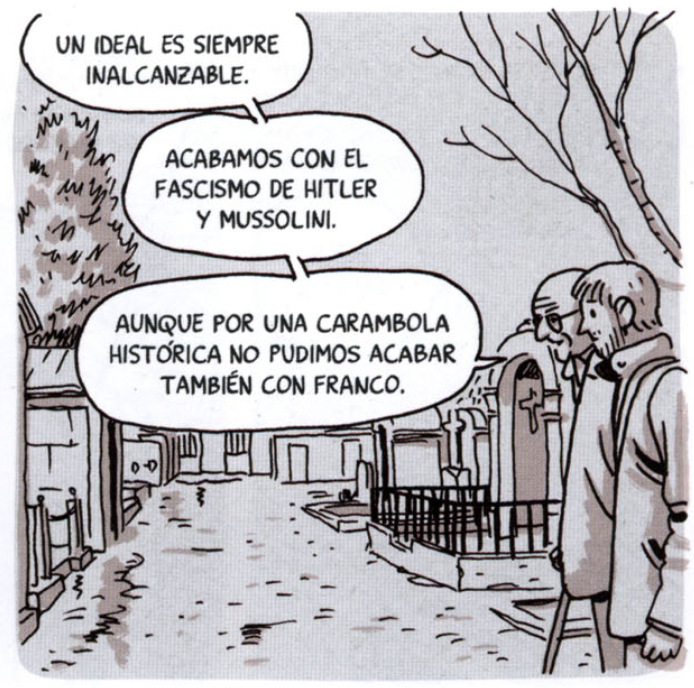 UN IDEAL ES SIEMPRE
INALCANZABLE.
ACABAMOS CON EL
FASCISMO DE HITLER
Y MUSSOLINI.
AUNQUE POR UNA CARAMBOLA
HISTÓRICA NO PUDIMOS ACABAR
TAMBIÉN CON FRANCO.